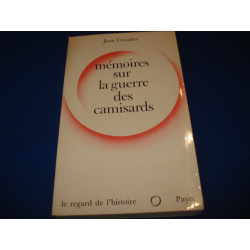 Jean Cavalier
mémoires
sur
la guerre
des
camisards
le regard de l'histoire
Payot